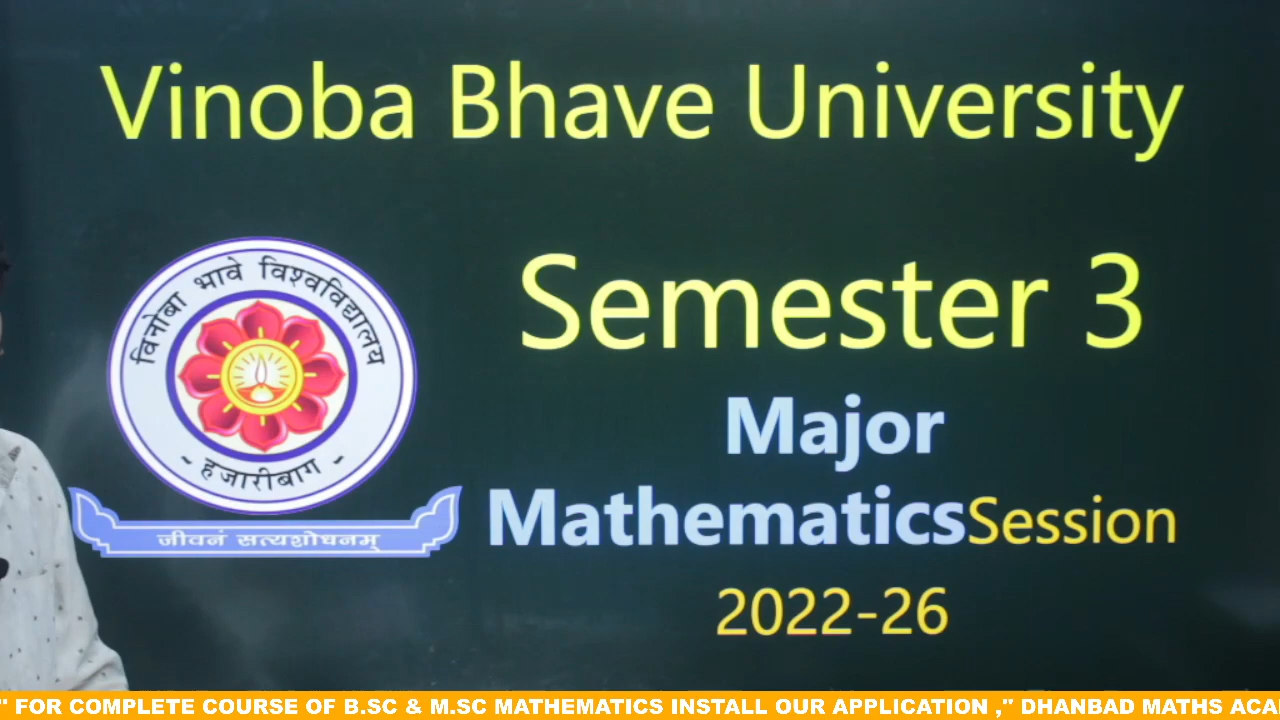 Vinoba Bhave University
विनोबा भावे विश्वविद्यालय
- हजारीबाग -
जीवनं सत्यशोधनम्
Semester 3
Major
MathematicsSession
2022-26
" FOR COMPLETE COURSE OF B.SC & M.SC MATHEMATICS INSTALL OUR APPLICATION ," DHANBAD MATHS ACA